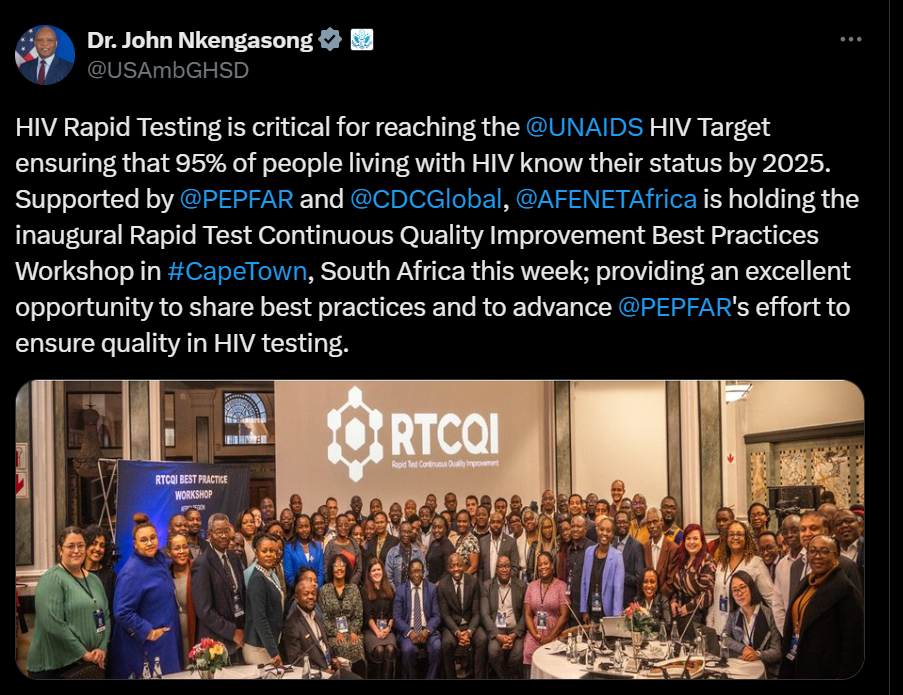 Dr. John Nkengasong
@USAmbGHSD
HIV Rapid Testing is critical for reaching the @UNAIDS HIV Target
ensuring that 95% of people living with HIV know their status by 2025.
Supported by @PEPFAR and @CDCGlobal, @AFENETAfrica is holding the
inaugural Rapid Test Continuous Quality Improvement Best Practices
Workshop in #CapeTown, South Africa this week; providing an excellent
opportunity to share best practices and to advance @PEPFAR's effort to
ensure quality in HIV testing.
RTCQI
Rapid Test Continuous Quality Improvement
RTCQI BEST PRACTICE
WORKSHOP
REGION